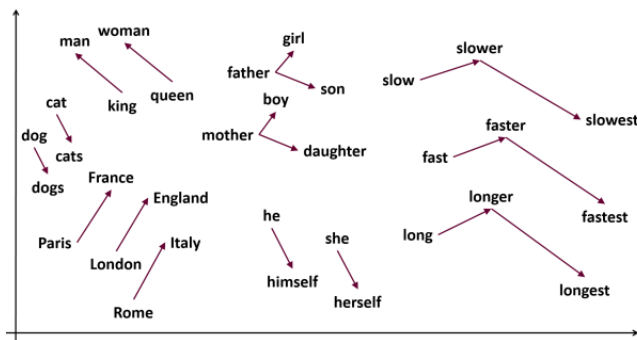 man
woman
king
queen
cat
cats
dog
dogs
France
England
Paris
London
Italy
Rome
girl
father
son
boy
mother
daughter
he
himself
she
herself
slower
slow
slowest
faster
fast
fastest
longer
long
longest